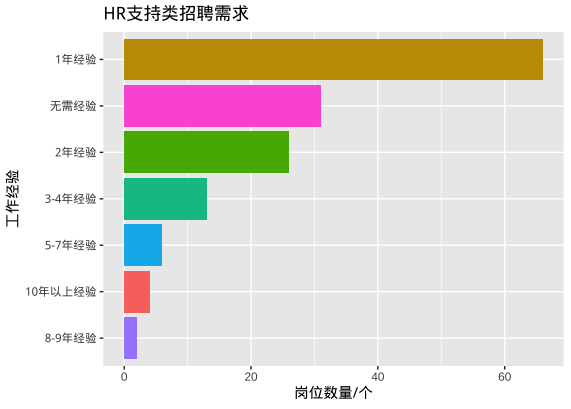 HR支持类招聘需求
工作经验
1年经验
无需经验
2年经验
3-4年经验
5-7年经验
10年以上经验
8-9年经验
0 20 40 60
岗位数量/个